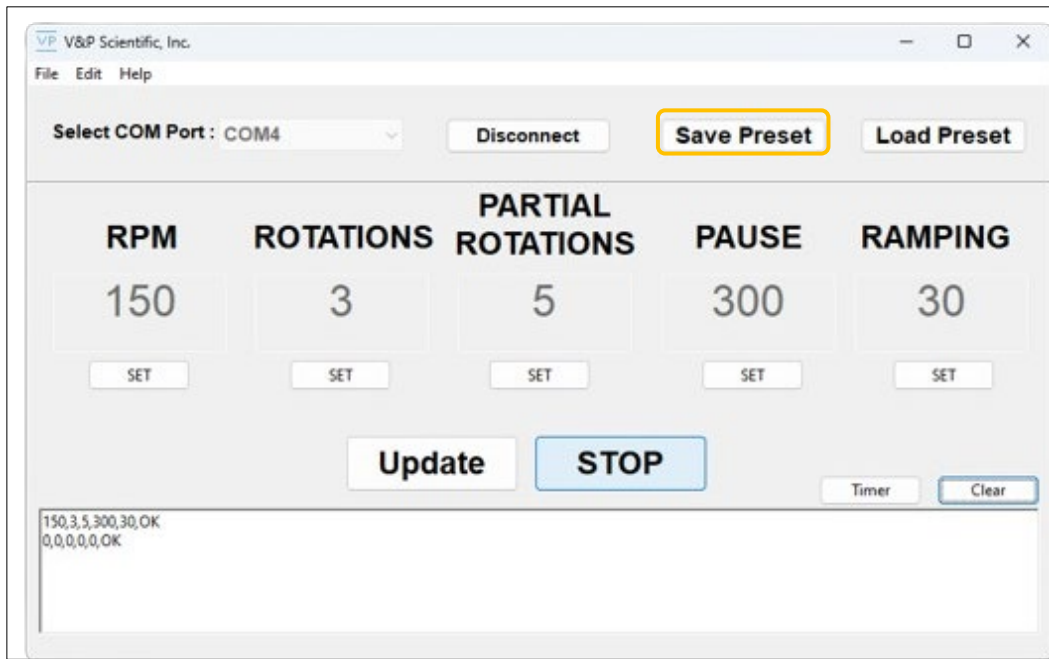 VP V&P Scientific, Inc.
File Edit Help
Select COM Port : COM4 Disconnect Save Preset Load Preset
RPM ROTATIONS PARTIAL ROTATIONS PAUSE RAMPING
150 3 5 300 30
SET SET SET SET SET
Update STOP
Timer Clear
150,3,5,300,30,OK
0,0,0,0,0,OK